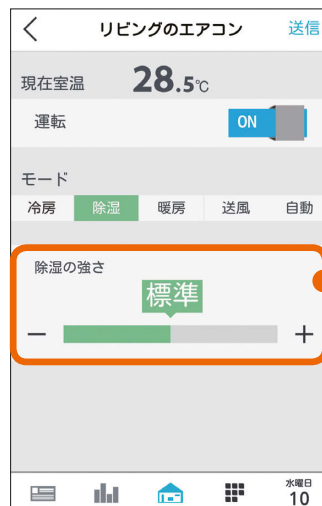 リビングのエアコン 送信
現在室温 28.5℃
運転 ON
モード
冷房 除湿 暖房 送風 自動
除湿の強さ
標準
− +
水曜日
10